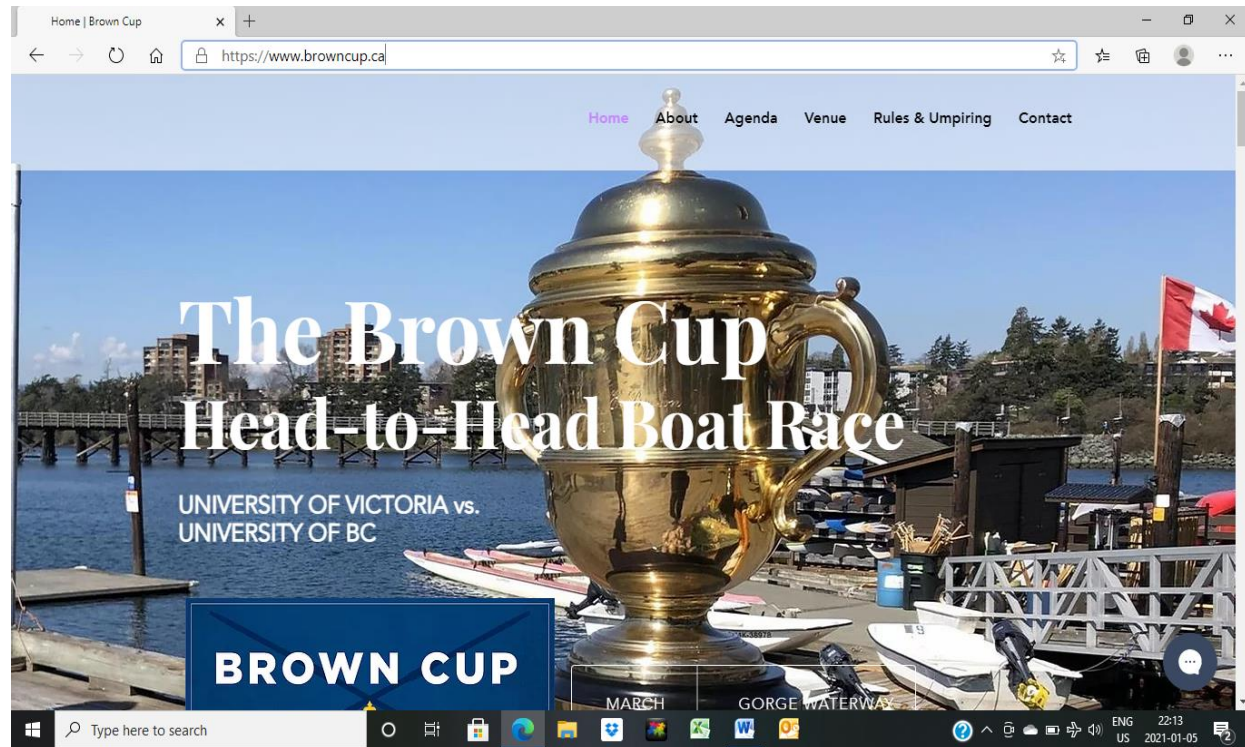 Home | Brown Cup
https://www.browncup.ca
Home About Agenda Venue Rules & Umpiring Contact
The Brown Cup
Head-to-Head Boat Race
UNIVERSITY OF VICTORIA vs.
UNIVERSITY OF BC
BROWN CUP
MARCH GORGE WATERWAY
Type here to search
ENG 22:13
US 2021-01-05
2